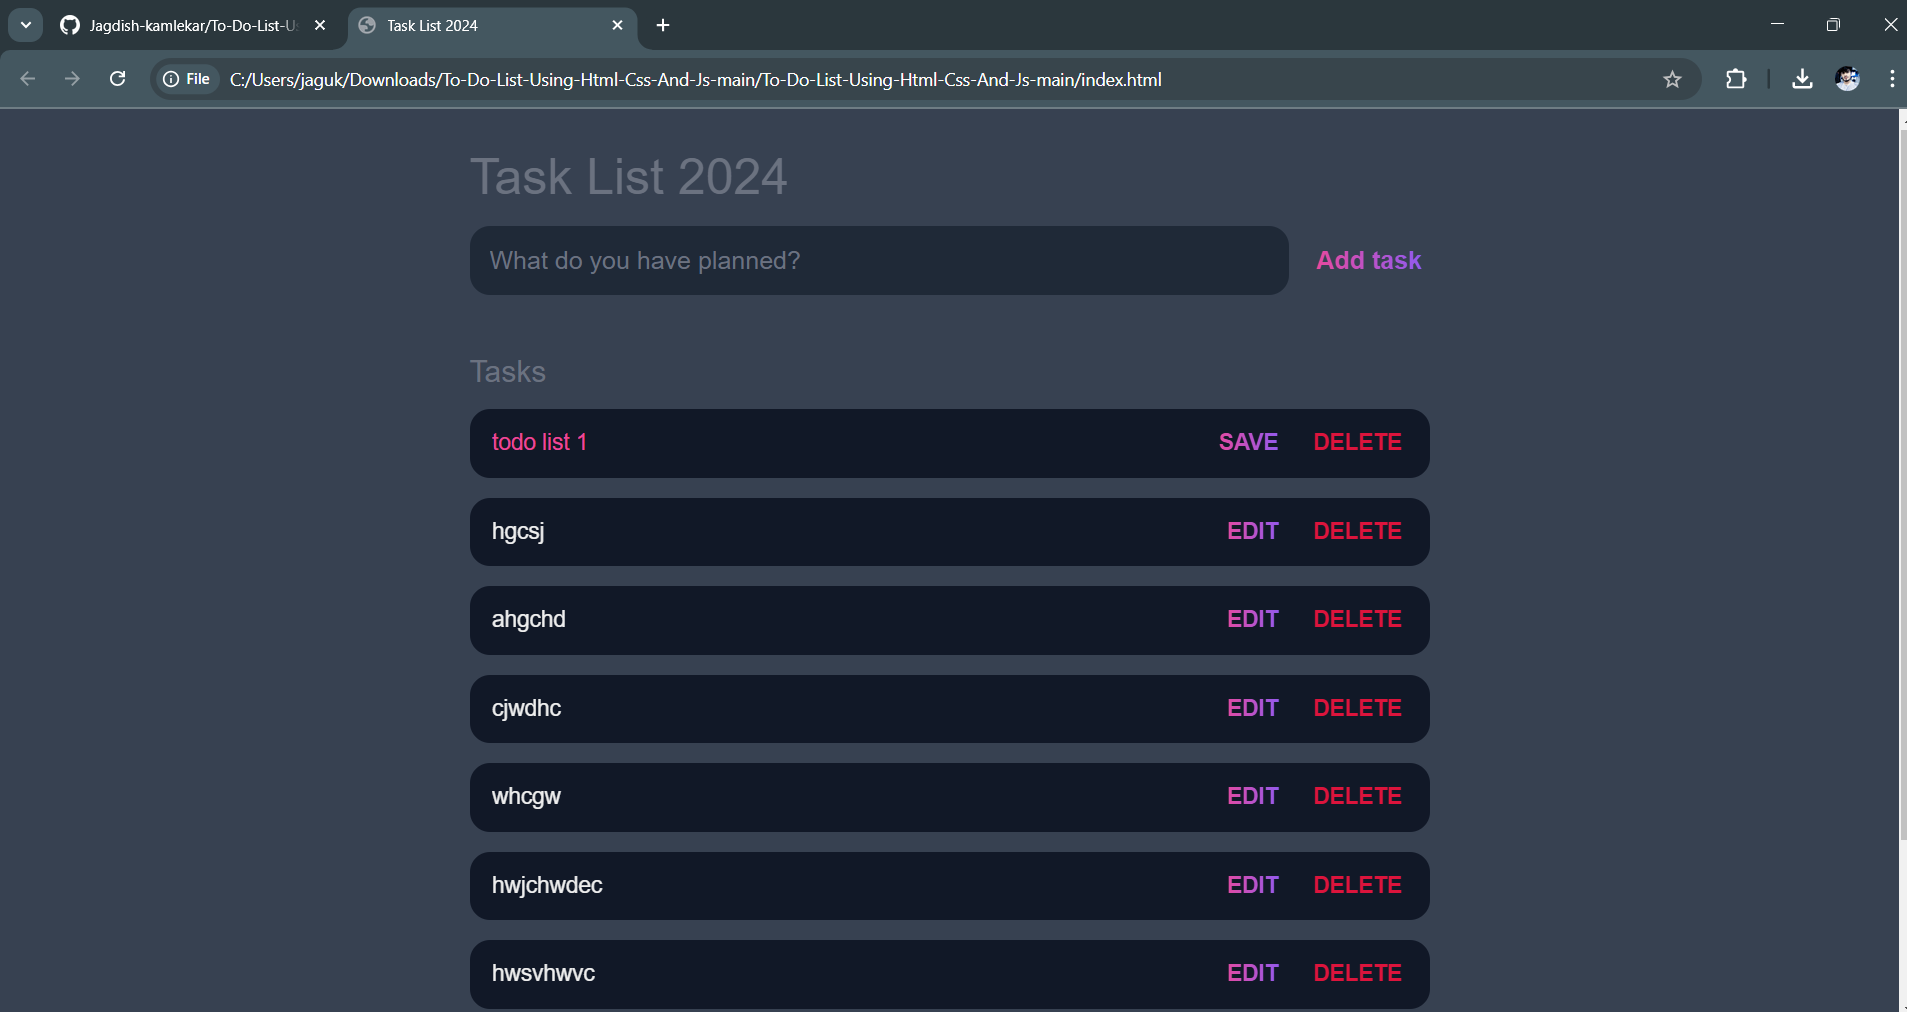 Jagdish-kamlekar/To-Do-List-Us
Task List 2024
File C:/Users/jaguk/Downloads/To-Do-List-Using-Html-Css-And-Js-main/To-Do-List-Using-Html-Css-And-Js-main/index.html
Task List 2024
What do you have planned?
Add task
Tasks
todo list 1 SAVE DELETE
hgcsj EDIT DELETE
ahgchd EDIT DELETE
cjwdhc EDIT DELETE
whcgw EDIT DELETE
hwjchwdec EDIT DELETE
hwsvhwvc EDIT DELETE